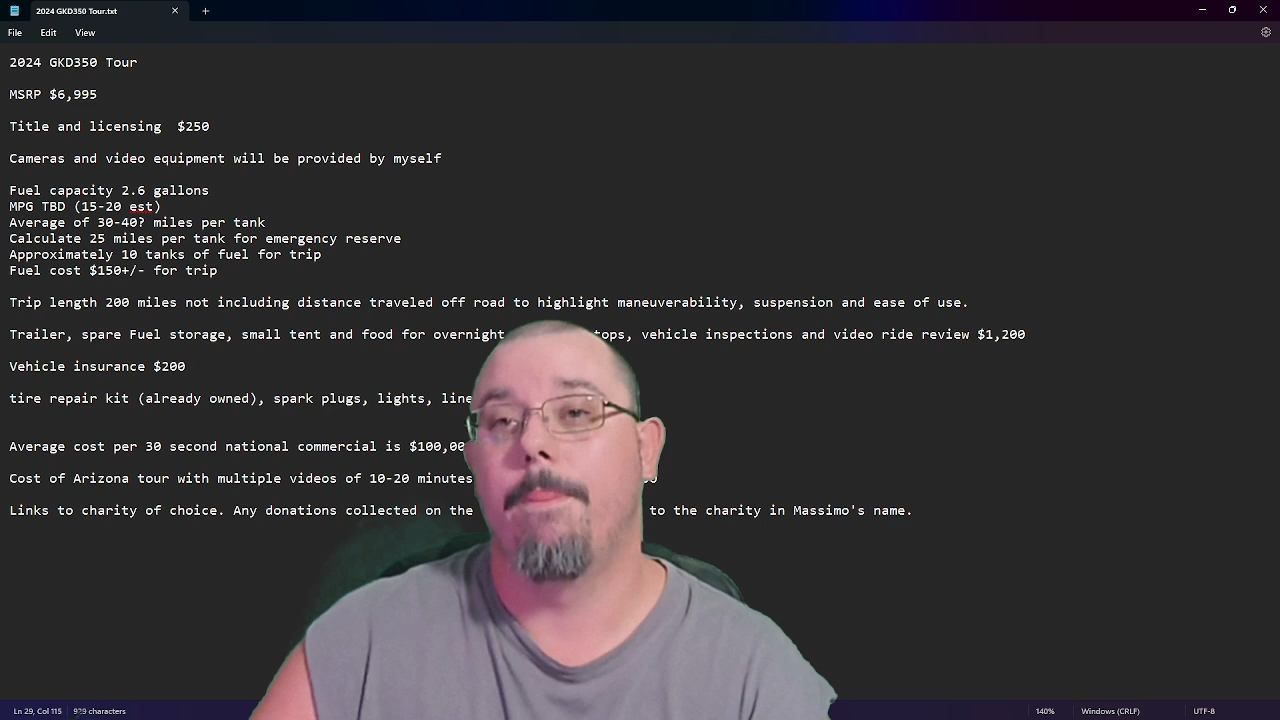 2024 GKD350 Tour.txt
File Edit View
2024 GKD350 Tour
MSRP $6,995
Title and licensing  $250
Cameras and video equipment will be provided by myself
Fuel capacity 2.6 gallons
MPG TBD (15-20 est)
Average of 30-40? miles per tank
Calculate 25 miles per tank for emergency reserve
Approximately 10 tanks of fuel for trip
Fuel cost $150+/- for trip
Trip length 200 miles not including distance traveled off road to highlight maneuverability, suspension and ease of use.
Trailer, spare Fuel storage, small tent and food for overnight vehicle inspections and video ride review $1,200
Vehicle insurance $200
tire repair kit (already owned), spark plugs, lights,
Average cost per 30 second national commercial is
Cost of Arizona tour with multiple videos of 10-20 minutes
Links to charity of choice. Any donations collected on the to the charity in Massimo's name.
Ln 29, Col 115 characters 140% Windows (CRLF) UTF-8